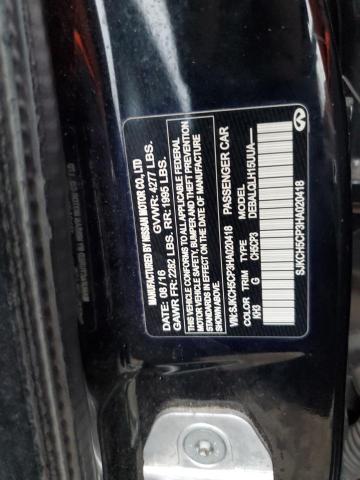 MANUFACTURED BY NISSAN MOTOR CO., LTD
DATE: 08/16 GVWR: 4277 LBS.
GAWR FR: 2282 LBS. RR: 1995 LBS.
THIS VEHICLE CONFORMS TO ALL APPLICABLE FEDERAL
MOTOR VEHICLE SAFETY, BUMPER AND THEFT PREVENTION
STANDARDS IN EFFECT ON THE DATE OF MANUFACTURE
SHOWN ABOVE.
VIN:SJKCH5CP3HA020418 PASSENGER CAR
COLOR TRIM TYPE MODEL
KH3 G CH5CP3 DEBALQLH15UUA—
SJKCH5CP3HA020418